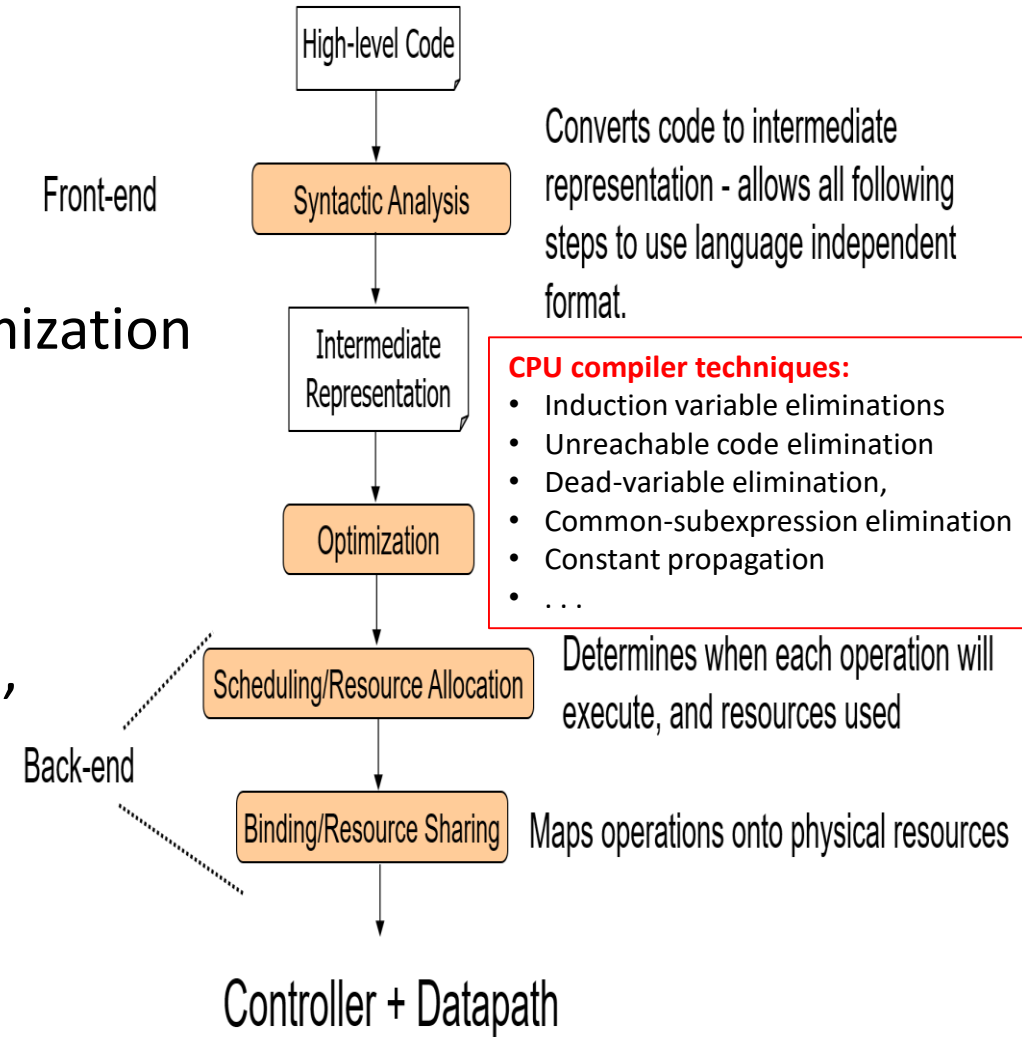 High-level Code
Front-end
Syntactic Analysis
Converts code to intermediate
representation - allows all following
steps to use language independent
format.
nization
Intermediate
Representation
CPU compiler techniques:
• Induction variable eliminations
• Unreachable code elimination
• Dead-variable elimination,
• Common-subexpression elimination
• Constant propagation
• . . .
Optimization
,
Back-end
Scheduling/Resource Allocation
Determines when each operation will
execute, and resources used
Binding/Resource Sharing
Maps operations onto physical resources
Controller + Datapath